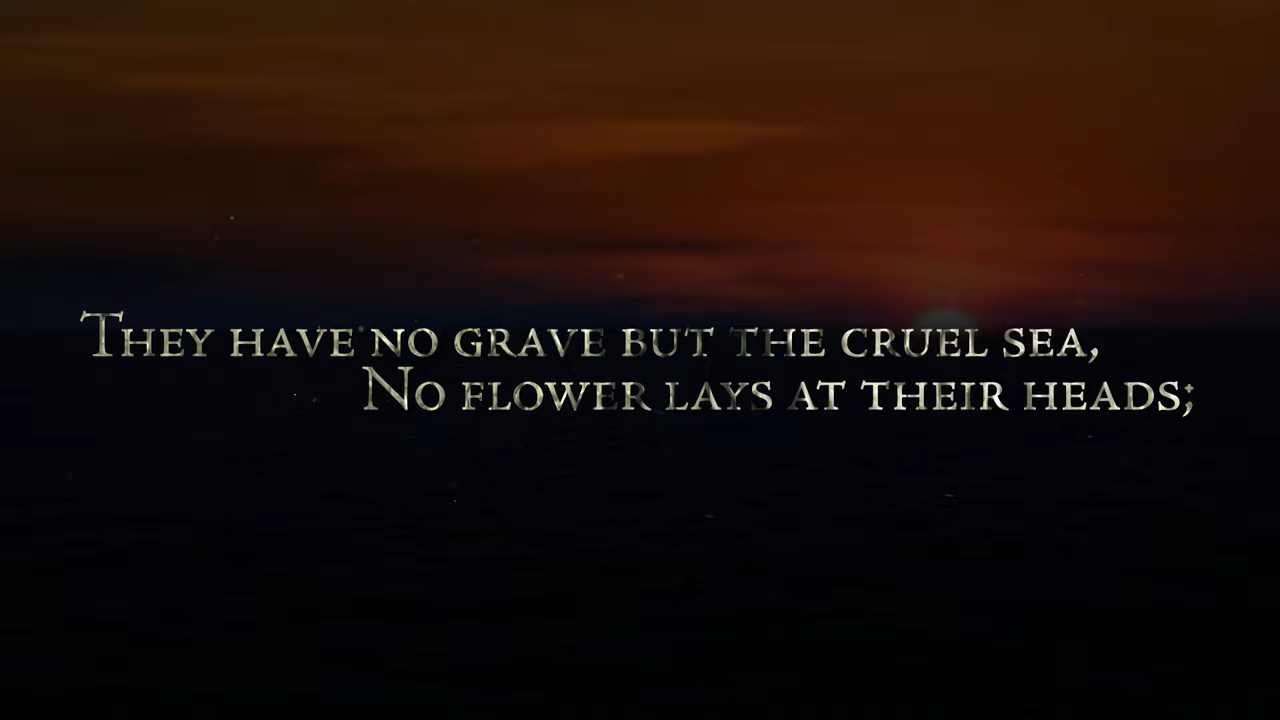 They have no grave but the cruel sea,
No flower lays at their heads;